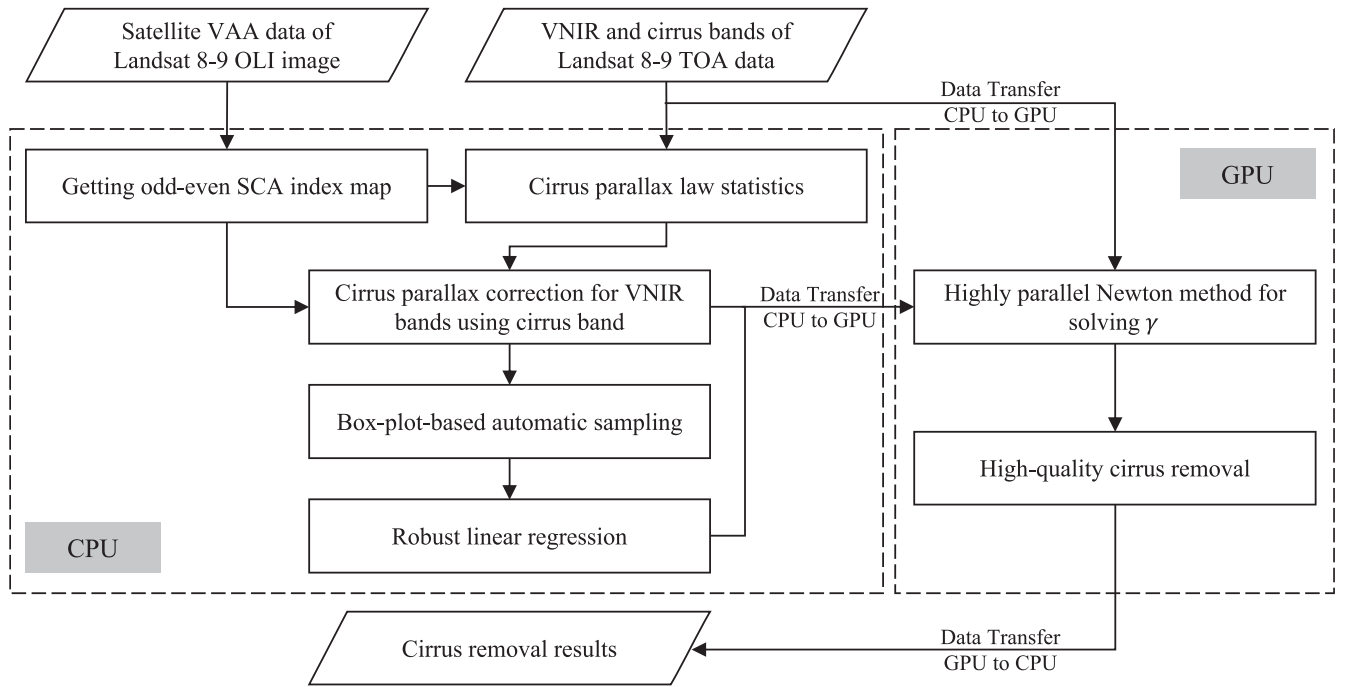 Satellite VAA data of
Landsat 8-9 OLI image
VNIR and cirrus bands of
Landsat 8-9 TOA data
Data Transfer
CPU to GPU
Getting odd-even SCA index map
Cirrus parallax law statistics
GPU
Cirrus parallax correction for VNIR
bands using cirrus band
Data Transfer
CPU to GPU
Highly parallel Newton method for
solving γ
Box-plot-based automatic sampling
High-quality cirrus removal
Robust linear regression
CPU
Cirrus removal results
Data Transfer
GPU to CPU